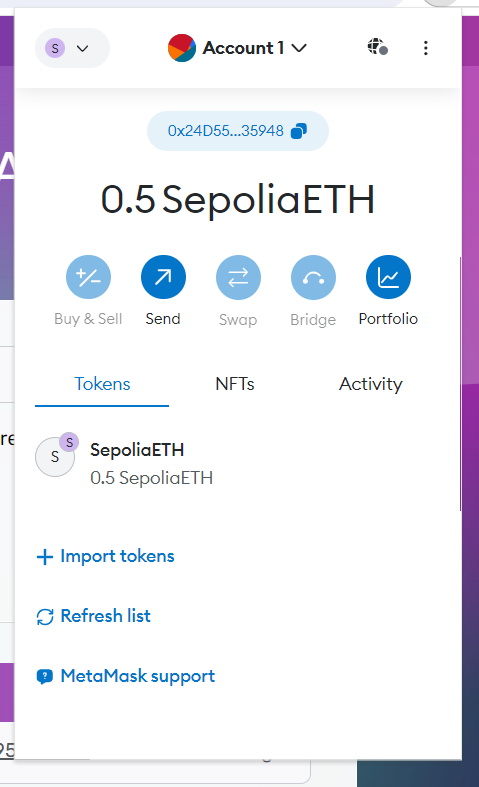 S
Account 1
0x24D55...35948
0.5 SepoliaETH
+/-
Buy & Sell
Send
Swap
Bridge
Portfolio
Tokens
NFTs
Activity
S
S
SepoliaETH
0.5 SepoliaETH
Import tokens
Refresh list
MetaMask support